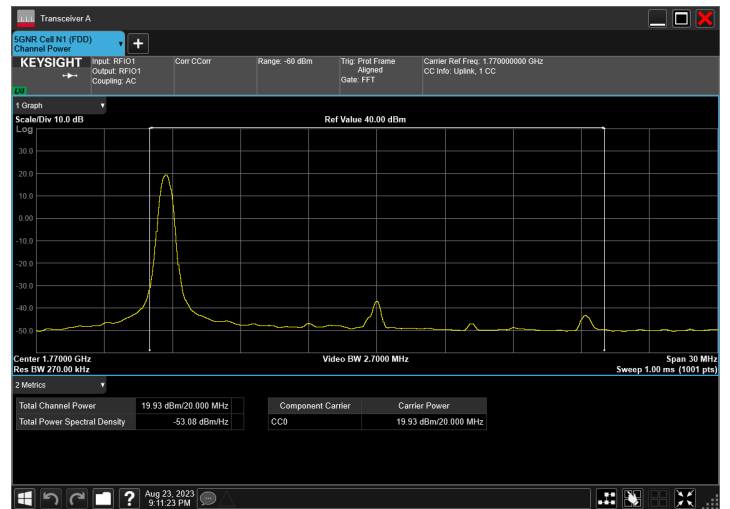 Transceiver A
5GNR Cell N1 (FDD)
Channel Power
KEYSIGHT
Input: RFIO1
Output: RFIO1
Coupling: AC
Corr CCorr
Range: -60 dBm
Trig: Prot Frame
Aligned
Gate: FFT
Carrier Ref Freq: 1.770000000 GHz
CC Info: Uplink, 1 CC
1 Graph
Scale/Div 10.0 dB
Ref Value 40.00 dBm
Log
30.0
20.0
10.0
0.00
-10.0
-20.0
-30.0
-40.0
-50.0
Center 1.77000 GHz
Video BW 2.7000 MHz
Span 30 MHz
Res BW 270.00 kHz
Sweep 1.00 ms (1001 pts)
2 Metrics
Total Channel Power 19.93 dBm/20.000 MHz
Total Power Spectral Density -53.08 dBm/Hz
Component Carrier Carrier Power
CC0 19.93 dBm/20.000 MHz
?
Aug 23, 2023
9:11:23 PM